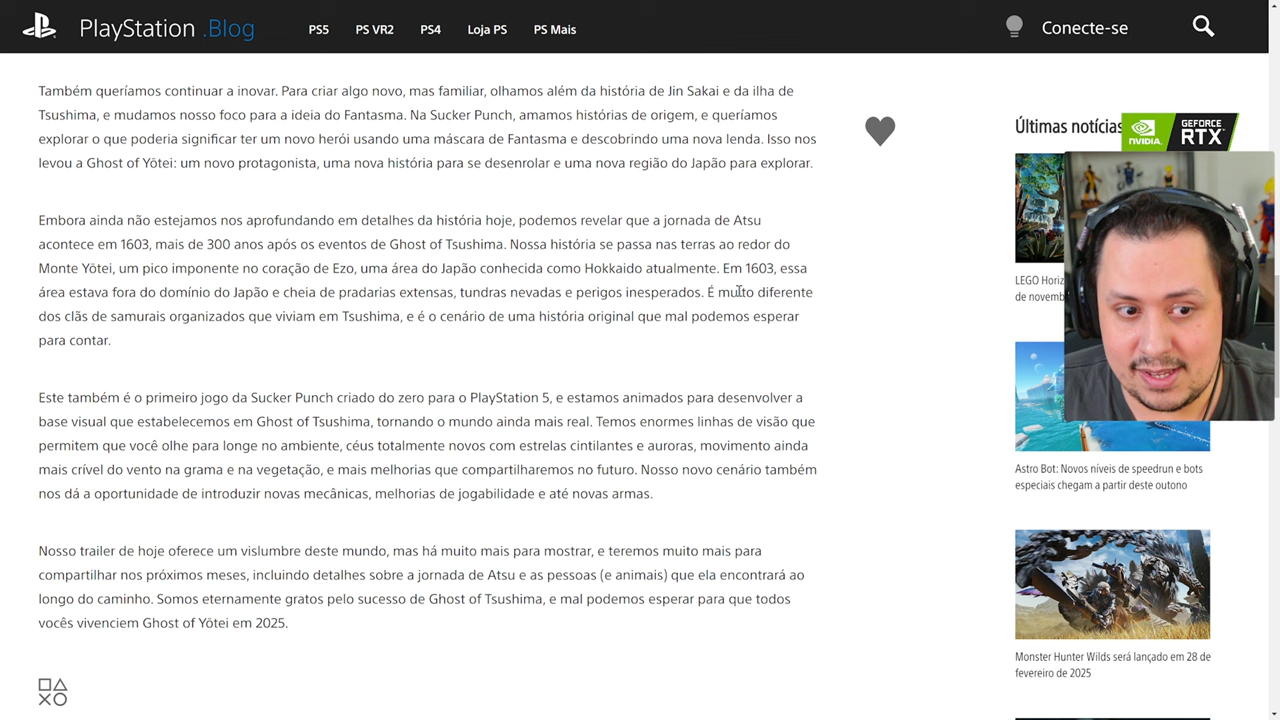 PlayStation .Blog
PS5
PS VR2
PS4
Loja PS
PS Mais
Conecte-se
Também queríamos continuar a inovar. Para criar algo novo, mas familiar, olhamos além da história de Jin Sakai e da ilha de
Tsushima, e mudamos nosso foco para a ideia do Fantasma. Na Sucker Punch, amamos histórias de origem, e queríamos
explorar o que poderia significar ter um novo herói usando uma máscara de Fantasma e descobrindo uma nova lenda. Isso nos
levou a Ghost of Yōtei: um novo protagonista, uma nova história para se desenrolar e uma nova região do Japão para explorar.
Embora ainda não estejamos nos aprofundando em detalhes da história hoje, podemos revelar que a jornada de Atsu
acontece em 1603, mais de 300 anos após os eventos de Ghost of Tsushima. Nossa história se passa nas terras ao redor do
Monte Yōtei, um pico imponente no coração de Ezo, uma área do Japão conhecida como Hokkaido atualmente. Em 1603, essa
área estava fora do domínio do Japão e cheia de pradarias extensas, tundras nevadas e perigos inesperados. É muito diferente
dos clãs de samurais organizados que viviam em Tsushima, e é o cenário de uma história original que mal podemos esperar
para contar.
Este também é o primeiro jogo da Sucker Punch criado do zero para o PlayStation 5, e estamos animados para desenvolver a
base visual que estabelecemos em Ghost of Tsushima, tornando o mundo ainda mais real. Temos enormes linhas de visão que
permitem que você olhe para longe no ambiente, céus totalmente novos com estrelas cintilantes e auroras, movimento ainda
mais crível do vento na grama e na vegetação, e mais melhorias que compartilharemos no futuro. Nosso novo cenário também
nos dá a oportunidade de introduzir novas mecânicas, melhorias de jogabilidade e até novas armas.
Nosso trailer de hoje oferece um vislumbre deste mundo, mas há muito mais para mostrar, e teremos muito mais para
compartilhar nos próximos meses, incluindo detalhes sobre a jornada de Atsu e as pessoas (e animais) que ela encontrará ao
longo do caminho. Somos eternamente gratos pelo sucesso de Ghost of Tsushima, e mal podemos esperar para que todos
vocês vivenciem Ghost of Yōtei em 2025.
Últimas notícias
NVIDIA
GEFORCE
RTX
LEGO Horiz
de novemb
Astro Bot: Novos níveis de speedrun e bots
especiais chegam a partir deste outono
Monster Hunter Wilds será lançado em 28 de
fevereiro de 2025